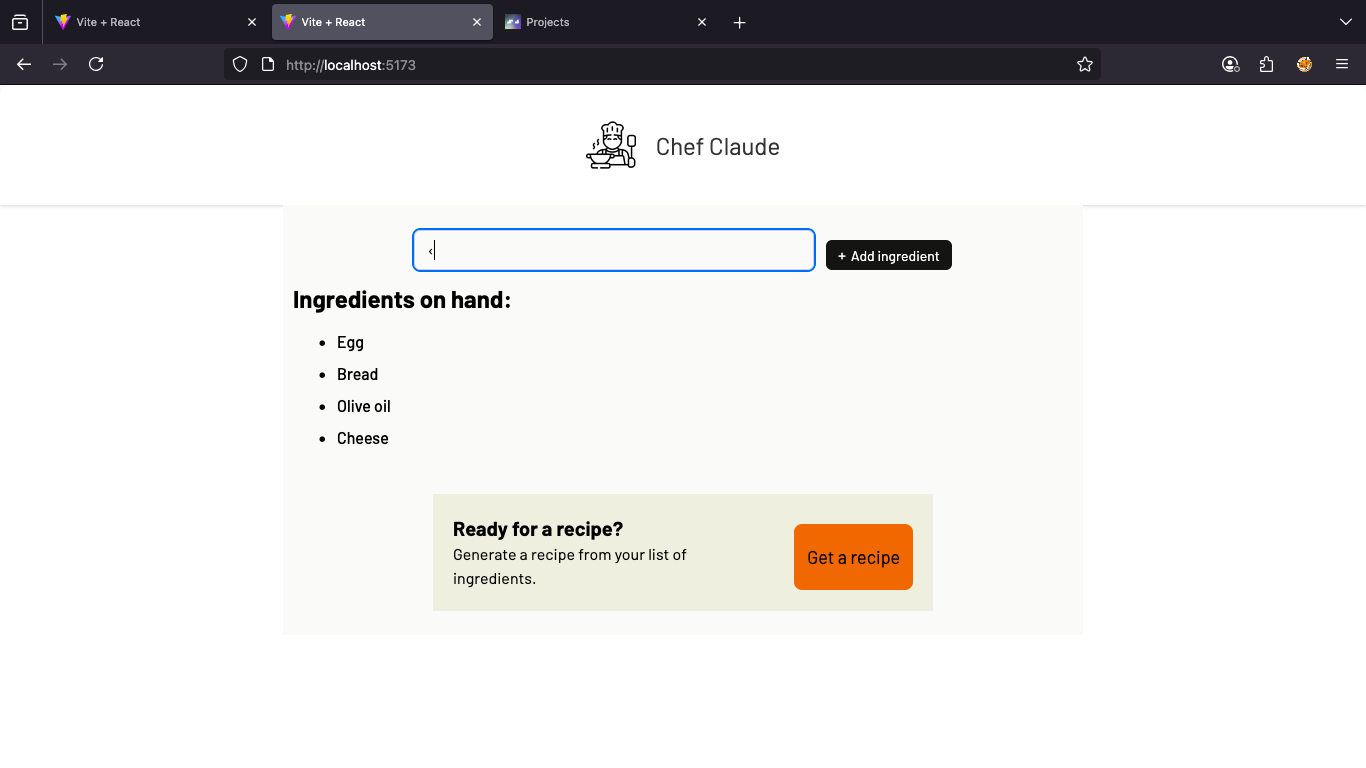 Vite + React
Vite + React
Projects
http://localhost:5173
Chef Claude
‹
+ Add ingredient
Ingredients on hand:
• Egg
• Bread
• Olive oil
• Cheese
Ready for a recipe?
Generate a recipe from your list of
ingredients.
Get a recipe